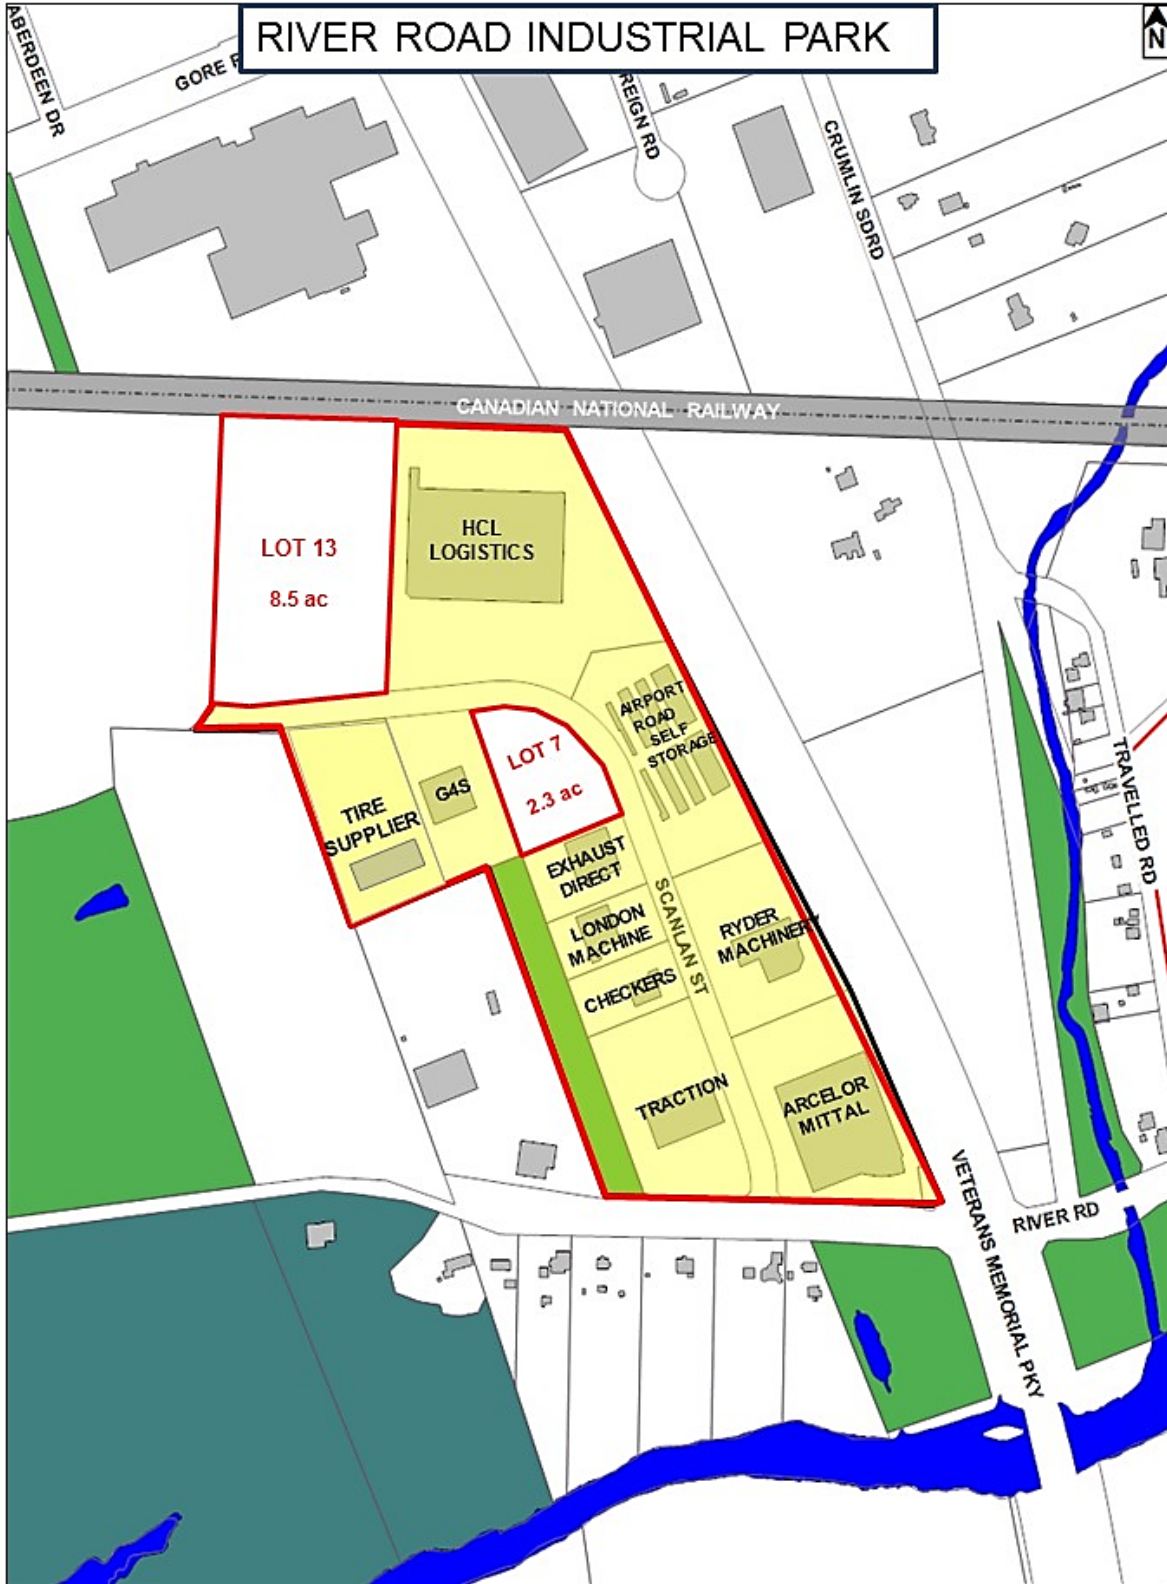 RIVER ROAD INDUSTRIAL PARK
N
ABERDEEN DR
GORE
REIGN RD
CRUMLIN SDRD
CANADIAN NATIONAL RAILWAY
HCL
LOGISTICS
LOT 13
8.5 ac
AIRPORT
ROAD
SELF
STORAGE
LOT 7
2.3 ac
G4S
TIRE
SUPPLIER
EXHAUST
DIRECT
LONDON
MACHINE
CHECKERS
SCANLAN ST
RYDER
MACHINERY
TRACTION
ARCELOR
MITTAL
TRAVELLED RD
VETERANS MEMORIAL PKY
RIVER RD